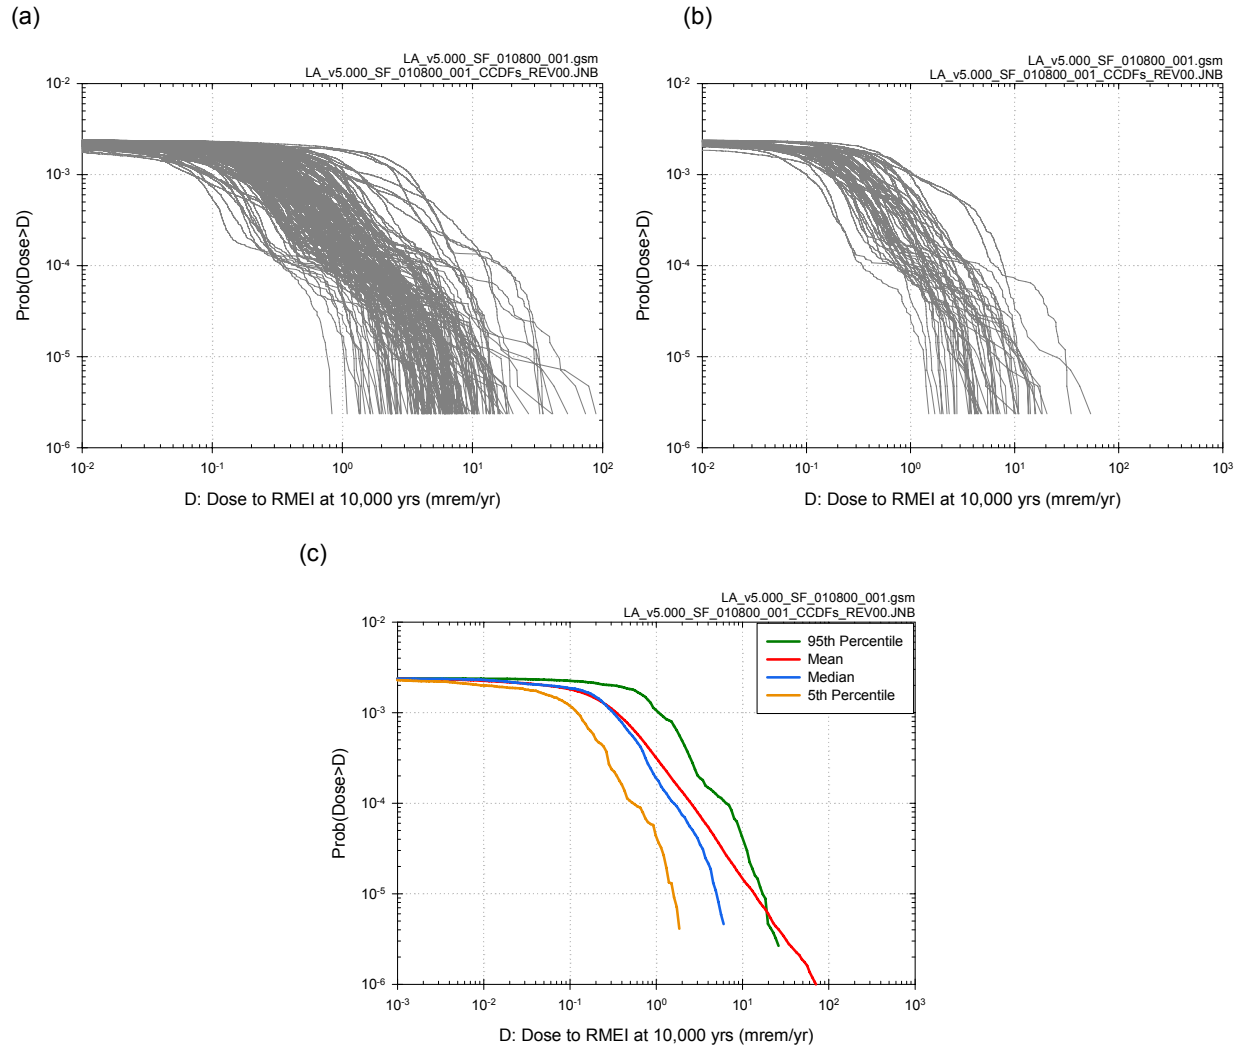 (a)
LA_v5.000_SF_010800_001.gsm
LA_v5.000_SF_010800_001_CCDFs_REV00.JNB
Prob(Dose>D)
10-2
10-3
10-4
10-5
10-6
10-2 10-1 100 101 102
D: Dose to RMEI at 10,000 yrs (mrem/yr)
(b)
LA_v5.000_SF_010800_001.gsm
LA_v5.000_SF_010800_001_CCDFs_REV00.JNB
Prob(Dose>D)
10-2
10-3
10-4
10-5
10-6
10-2 10-1 100 101 102 103
D: Dose to RMEI at 10,000 yrs (mrem/yr)
(c)
LA_v5.000_SF_010800_001.gsm
LA_v5.000_SF_010800_001_CCDFs_REV00.JNB
95th Percentile
Mean
Median
5th Percentile
Prob(Dose>D)
10-2
10-3
10-4
10-5
10-6
10-3 10-2 10-1 100 101 102 103
D: Dose to RMEI at 10,000 yrs (mrem/yr)